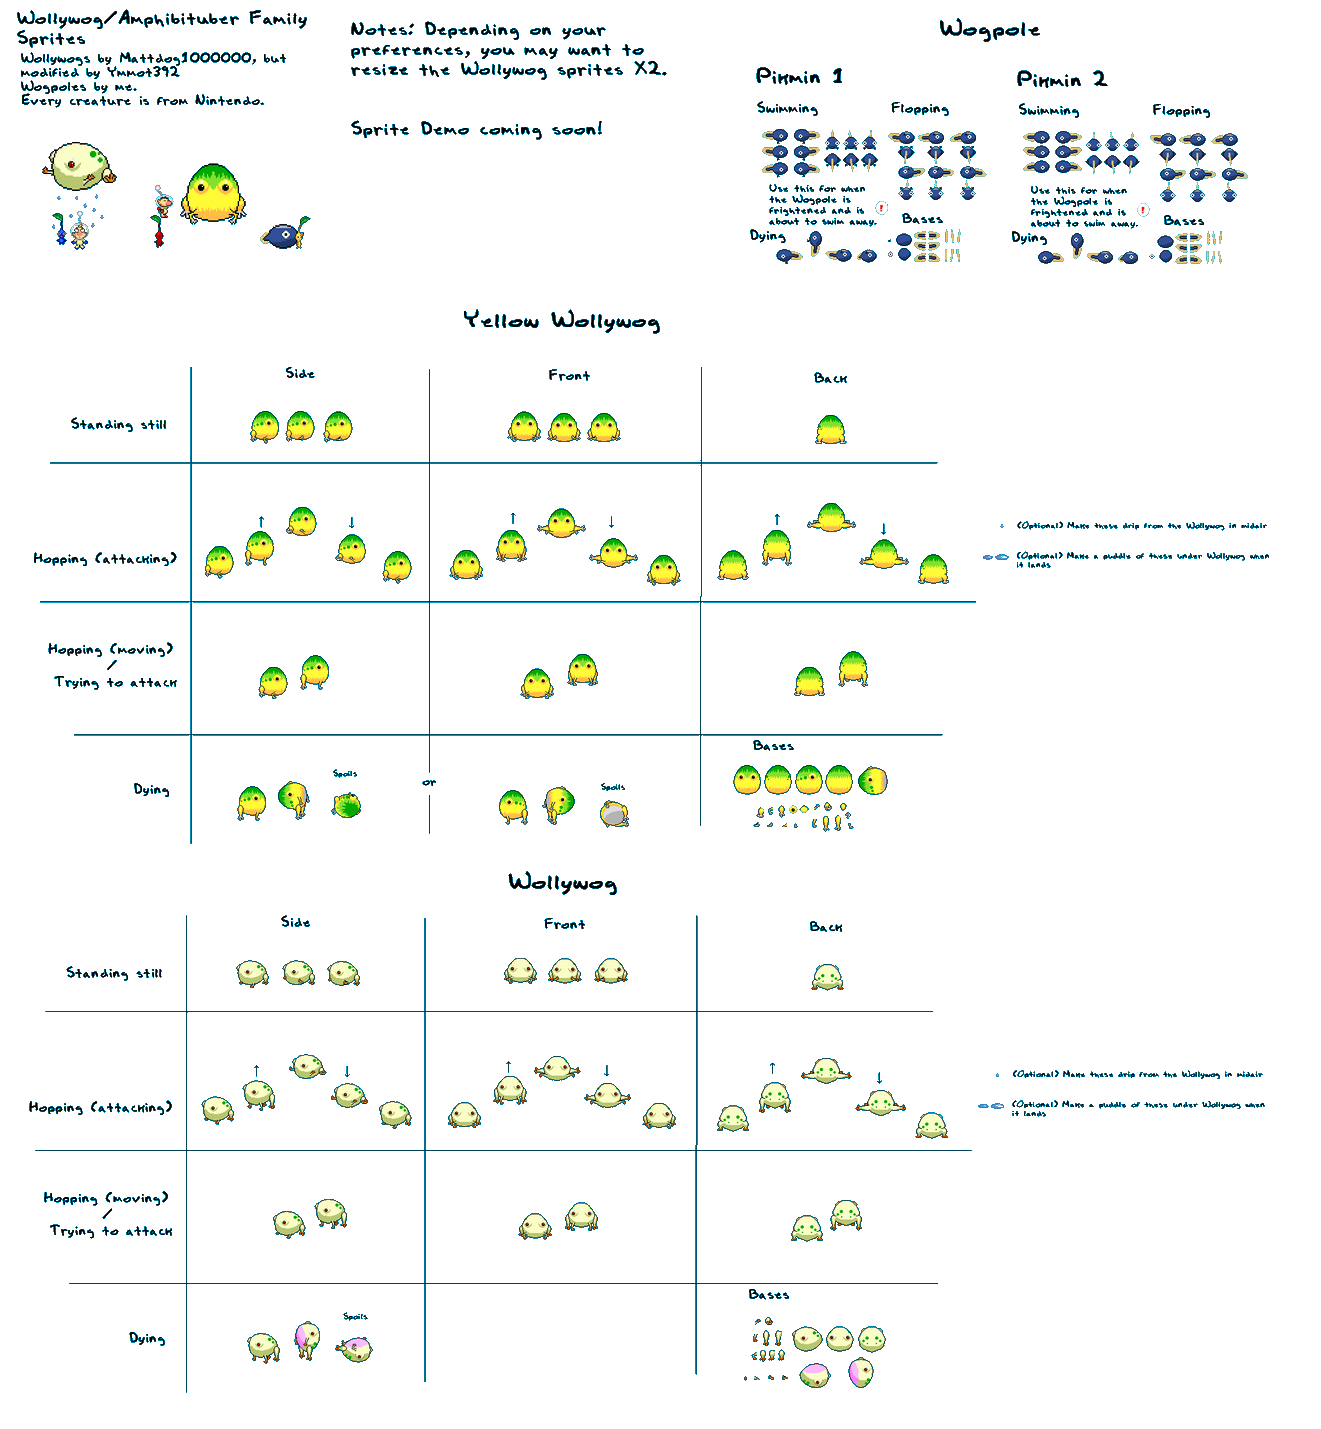 Wollywog/Amphibituber Family
Sprites
Wollywogs by Mattdog1000000, but
modified by Ymmot392
Wogpoles by me.
Every creature is from Nintendo.
Notes: Depending on your
preferences, you may want to
resize the Wollywog sprites X2.
Sprite Demo coming soon!
Wogpole
Pikmin 1
Swimming
Flopping
Use this for when
the Wogpole is
frightened and is
about to swim away.
!
Bases
Dying
Pikmin 2
Swimming
Flopping
Use this for when
the Wogpole is
frightened and is
about to swim away.
!
Bases
Dying
Yellow Wollywog
Side
Front
Back
Standing still
Hopping (attacking)
↑
↓
↑
↓
↑
↓
(Optional) Make these drip from the Wollywog in midair
(Optional) Make a puddle of these under Wollywog when
it lands
Hopping (moving)
/
Trying to attack
Dying
Spoils
or
Spoils
Bases
Wollywog
Side
Front
Back
Standing still
Hopping (attacking)
↑
↓
↑
↓
↑
↓
(Optional) Make these drip from the Wollywog in midair
(Optional) Make a puddle of these under Wollywog when
it lands
Hopping (moving)
/
Trying to attack
Dying
Spoils
Bases